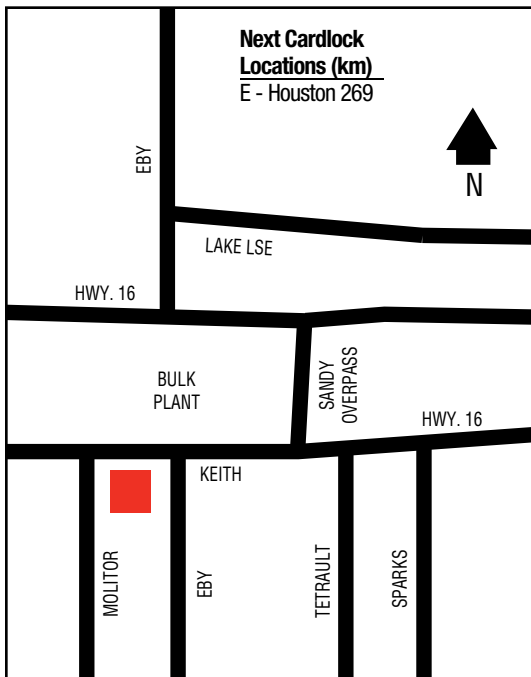 Next Cardlock
Locations (km)
E - Houston 269
N
EBY
LAKE LSE
HWY. 16
BULK
PLANT
SANDY
OVERPASS
HWY. 16
KEITH
MOLITOR
EBY
TETRAULT
SPARKS